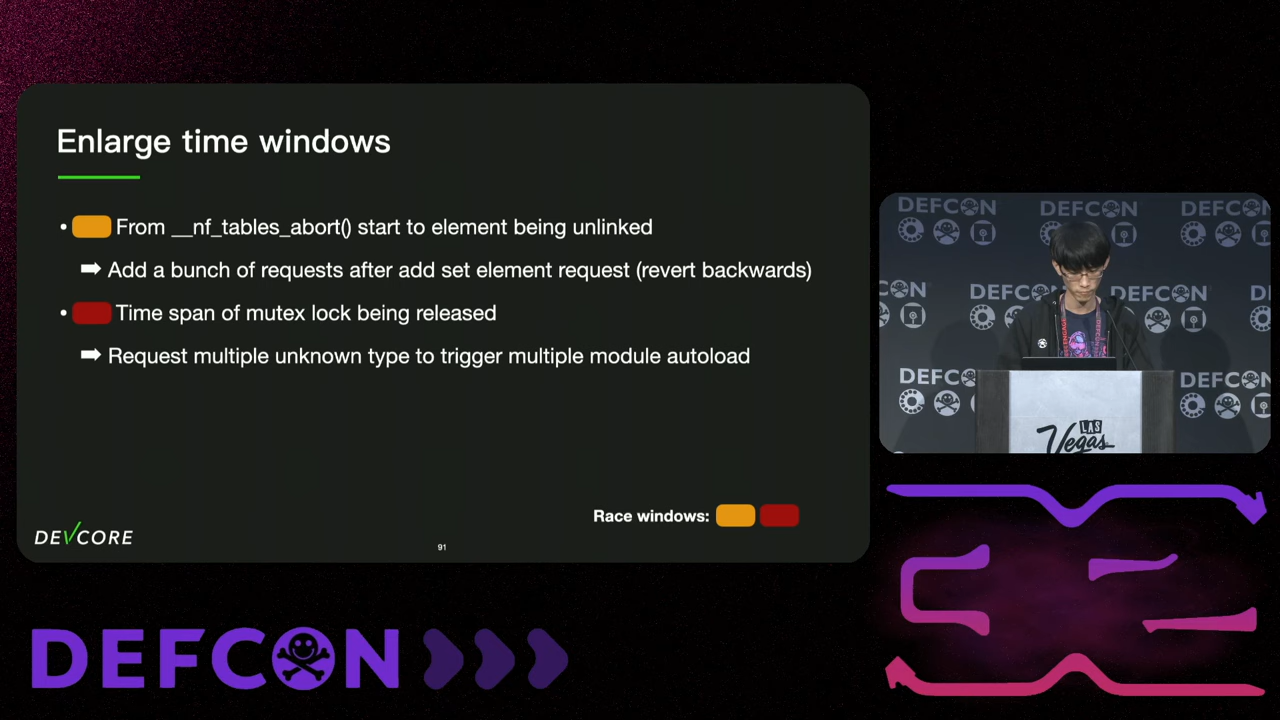 Enlarge time windows
• From __nf_tables_abort() start to element being unlinked
➡ Add a bunch of requests after add set element request (revert backwards)
• Time span of mutex lock being released
➡ Request multiple unknown type to trigger multiple module autoload
Race windows:
DEVCORE
91
DEFCON
DEFCON DEFCON DEFCON
DEFCON DEFCON
DEFCON DEFCON
LAS
Vegas